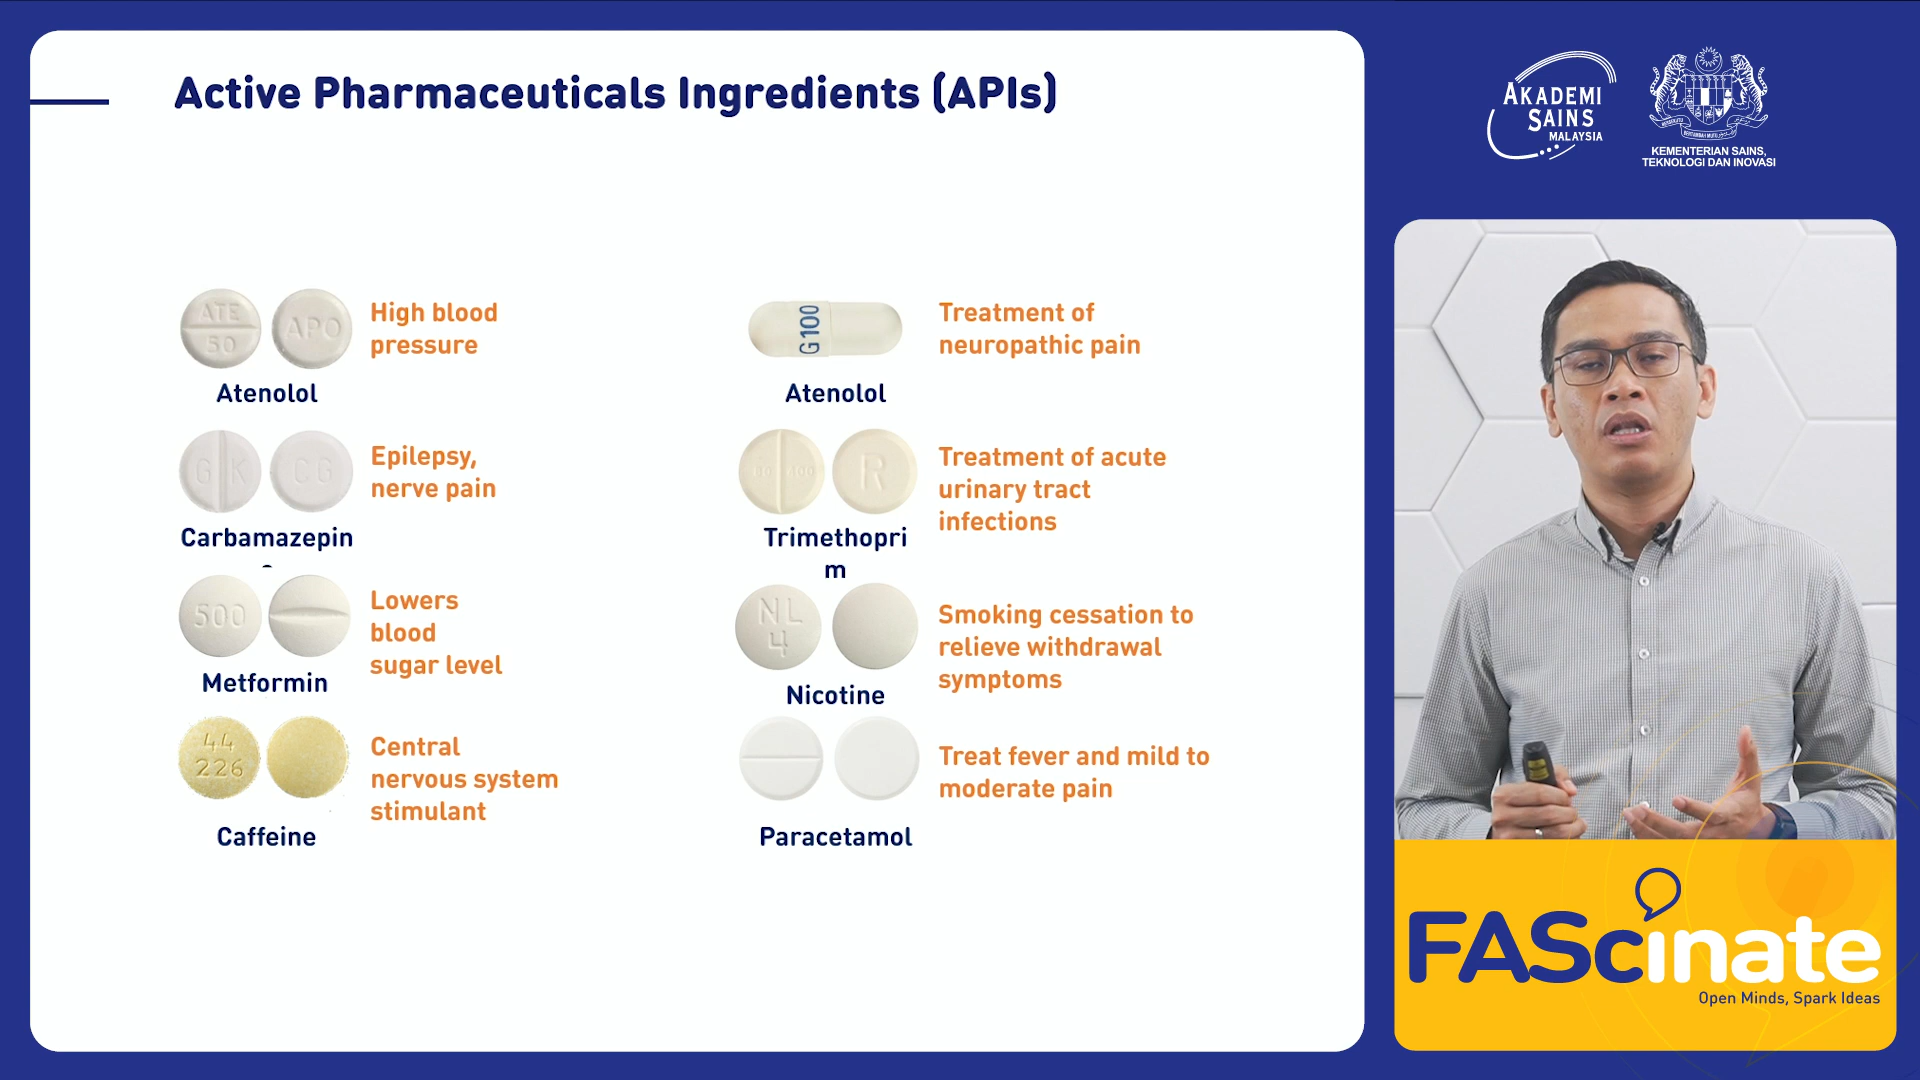 Active Pharmaceuticals Ingredients (APIs)
ATE
50
APO
High blood
pressure
Atenolol
G100
Treatment of
neuropathic pain
Atenolol
G K
CG
Epilepsy,
nerve pain
Carbamazepin
R
Treatment of acute
urinary tract
infections
Trimethopri
m
500
Lowers
blood
sugar level
Metformin
NL
4
Smoking cessation to
relieve withdrawal
symptoms
Nicotine
44
226
Central
nervous system
stimulant
Caffeine
Treat fever and mild to
moderate pain
Paracetamol
AKADEMI
SAINS
MALAYSIA
KEMENTERIAN SAINS,
TEKNOLOGI DAN INOVASI
FAScinate
Open Minds, Spark Ideas